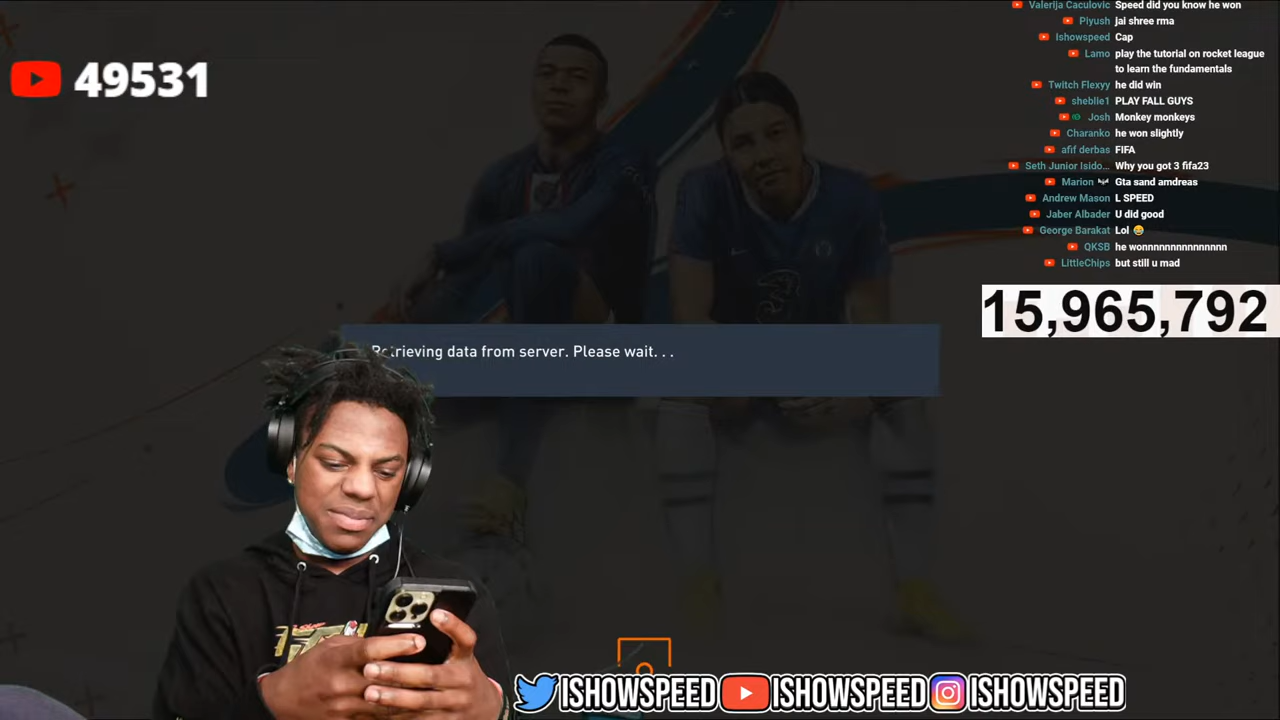 49531
Valerija Caculovic Speed did you know he won
Piyush jai shree rma
Ishowspeed Cap
Lamo play the tutorial on rocket league
to learn the fundamentals
Twitch Flexyy he did win
sheblie1 PLAY FALL GUYS
Josh Monkey monkeys
Charanko he won slightly
afif derbas FIFA
Seth Junior Isido... Why you got 3 fifa23
Marion Gta sand amdreas
Andrew Mason L SPEED
Jaber Albader U did good
George Barakat Lol 😂
QKSB he wonnnnnnnnnnnnnn
LittleChips but still u mad
15,965,792
Retrieving data from server. Please wait. . .
ISHOWSPEED ISHOWSPEED ISHOWSPEED